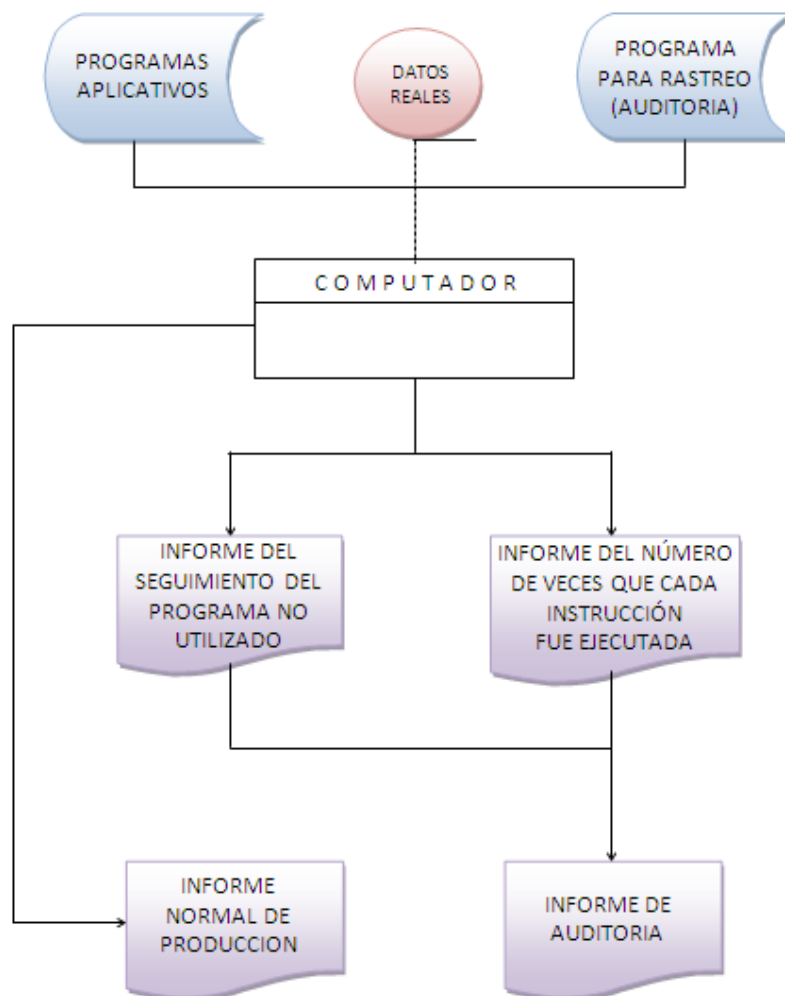 PROGRAMAS
APLICATIVOS
DATOS
REALES
PROGRAMA
PARA RASTREO
(AUDITORIA)
COMPUTADOR
INFORME DEL
SEGUIMIENTO DEL
PROGRAMA NO
UTILIZADO
INFORME DEL NÚMERO
DE VECES QUE CADA
INSTRUCCIÓN
FUE EJECUTADA
INFORME
NORMAL DE
PRODUCCION
INFORME DE
AUDITORIA